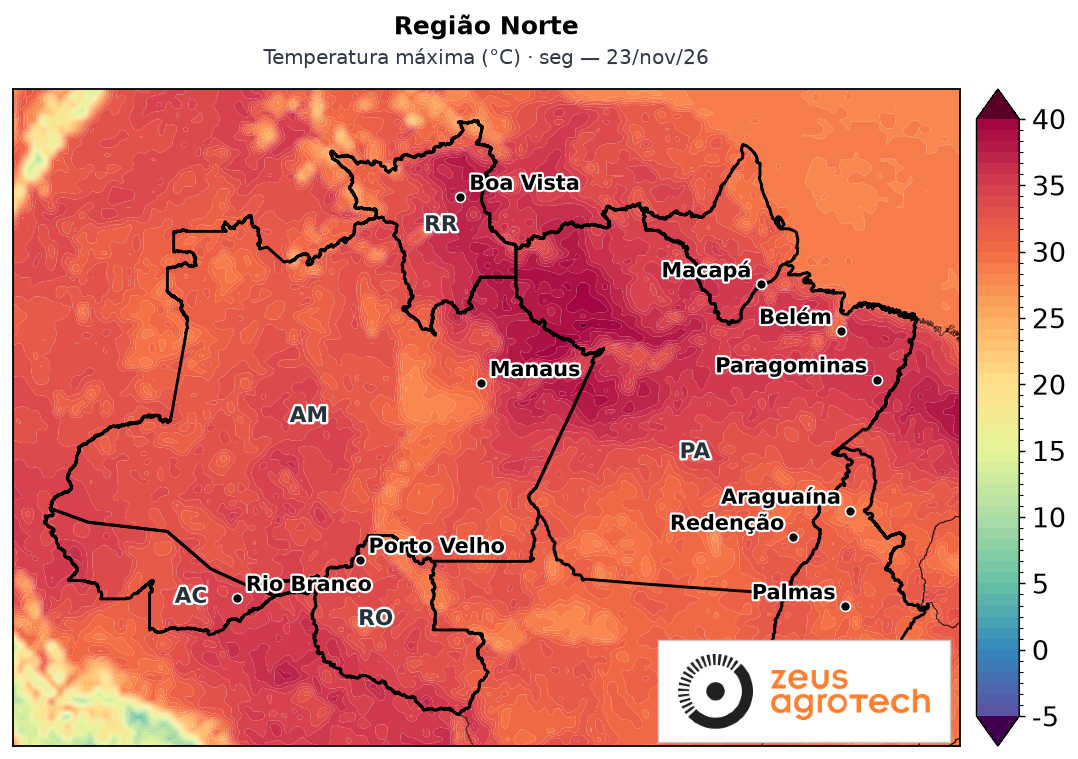 Região Norte
Temperatura máxima (°C) · seg — 23/nov/26
Boa Vista
RR
Macapá
Belém
Paragominas
Manaus
AM
PA
Araguaína
Redenção
Porto Velho
Rio Branco
AC
RO
Palmas
zeus
agrotech
40
35
30
25
20
15
10
5
0
-5